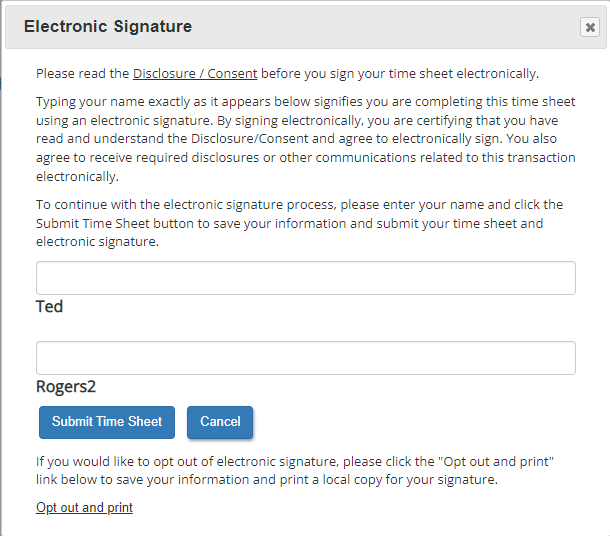 Electronic Signature
Please read the Disclosure / Consent before you sign your time sheet electronically.
Typing your name exactly as it appears below signifies you are completing this time sheet
using an electronic signature. By signing electronically, you are certifying that you have
read and understand the Disclosure/Consent and agree to electronically sign. You also
agree to receive required disclosures or other communications related to this transaction
electronically.
To continue with the electronic signature process, please enter your name and click the
Submit Time Sheet button to save your information and submit your time sheet and
electronic signature.
Ted
Rogers2
Submit Time Sheet Cancel
If you would like to opt out of electronic signature, please click the "Opt out and print"
link below to save your information and print a local copy for your signature.
Opt out and print